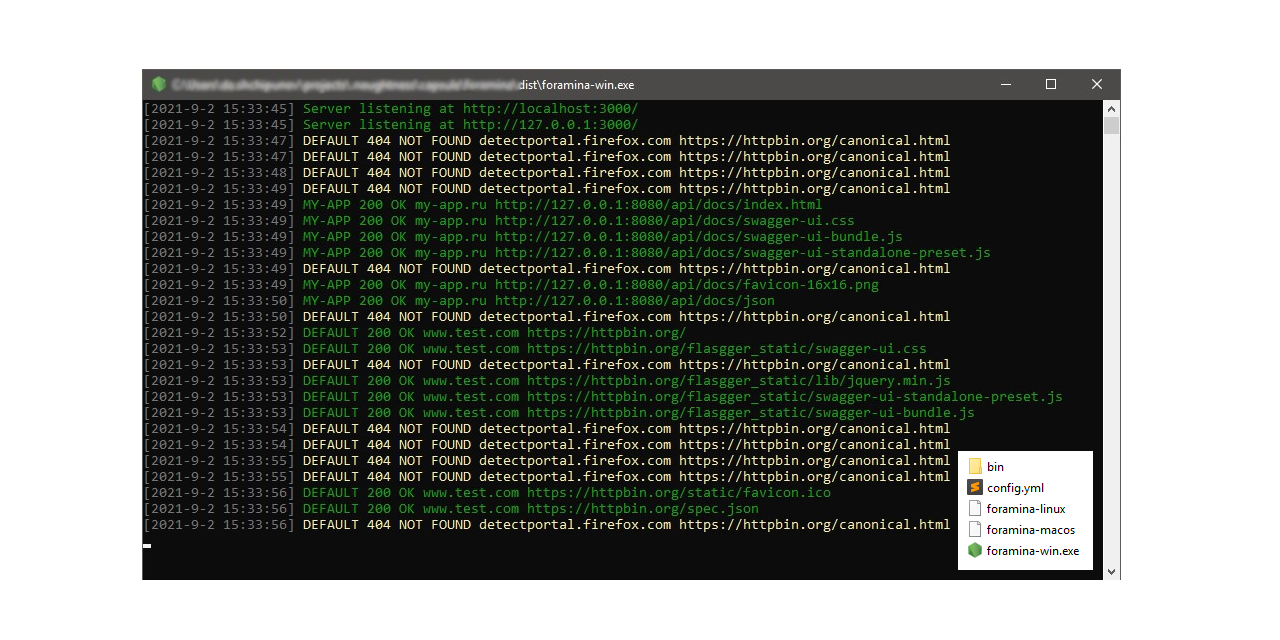 dist\foramina-win.exe
[2021-9-2 15:33:45] Server listening at http://localhost:3000/
[2021-9-2 15:33:45] Server listening at http://127.0.0.1:3000/
[2021-9-2 15:33:47] DEFAULT 404 NOT FOUND detectportal.firefox.com https://httpbin.org/canonical.html
[2021-9-2 15:33:47] DEFAULT 404 NOT FOUND detectportal.firefox.com https://httpbin.org/canonical.html
[2021-9-2 15:33:48] DEFAULT 404 NOT FOUND detectportal.firefox.com https://httpbin.org/canonical.html
[2021-9-2 15:33:49] DEFAULT 404 NOT FOUND detectportal.firefox.com https://httpbin.org/canonical.html
[2021-9-2 15:33:49] MY-APP 200 OK my-app.ru http://127.0.0.1:8080/api/docs/index.html
[2021-9-2 15:33:49] MY-APP 200 OK my-app.ru http://127.0.0.1:8080/api/docs/swagger-ui.css
[2021-9-2 15:33:49] MY-APP 200 OK my-app.ru http://127.0.0.1:8080/api/docs/swagger-ui-bundle.js
[2021-9-2 15:33:49] MY-APP 200 OK my-app.ru http://127.0.0.1:8080/api/docs/swagger-ui-standalone-preset.js
[2021-9-2 15:33:49] DEFAULT 404 NOT FOUND detectportal.firefox.com https://httpbin.org/canonical.html
[2021-9-2 15:33:49] MY-APP 200 OK my-app.ru http://127.0.0.1:8080/api/docs/favicon-16x16.png
[2021-9-2 15:33:50] MY-APP 200 OK my-app.ru http://127.0.0.1:8080/api/docs/json
[2021-9-2 15:33:50] DEFAULT 404 NOT FOUND detectportal.firefox.com https://httpbin.org/canonical.html
[2021-9-2 15:33:52] DEFAULT 200 OK www.test.com https://httpbin.org/
[2021-9-2 15:33:53] DEFAULT 200 OK www.test.com https://httpbin.org/flasgger_static/swagger-ui.css
[2021-9-2 15:33:53] DEFAULT 404 NOT FOUND detectportal.firefox.com https://httpbin.org/canonical.html
[2021-9-2 15:33:53] DEFAULT 200 OK www.test.com https://httpbin.org/flasgger_static/lib/jquery.min.js
[2021-9-2 15:33:53] DEFAULT 200 OK www.test.com https://httpbin.org/flasgger_static/swagger-ui-standalone-preset.js
[2021-9-2 15:33:53] DEFAULT 200 OK www.test.com https://httpbin.org/flasgger_static/swagger-ui-bundle.js
[2021-9-2 15:33:54] DEFAULT 404 NOT FOUND detectportal.firefox.com https://httpbin.org/canonical.html
[2021-9-2 15:33:54] DEFAULT 404 NOT FOUND detectportal.firefox.com https://httpbin.org/canonical.html
[2021-9-2 15:33:55] DEFAULT 404 NOT FOUND detectportal.firefox.com https://httpbin.org/canonical.html
[2021-9-2 15:33:55] DEFAULT 404 NOT FOUND detectportal.firefox.com https://httpbin.org/canonical.html
[2021-9-2 15:33:56] DEFAULT 200 OK www.test.com https://httpbin.org/static/favicon.ico
[2021-9-2 15:33:56] DEFAULT 200 OK www.test.com https://httpbin.org/spec.json
[2021-9-2 15:33:56] DEFAULT 404 NOT FOUND detectportal.firefox.com https://httpbin.org/canonical.html
bin
config.yml
foramina-linux
foramina-macos
foramina-win.exe